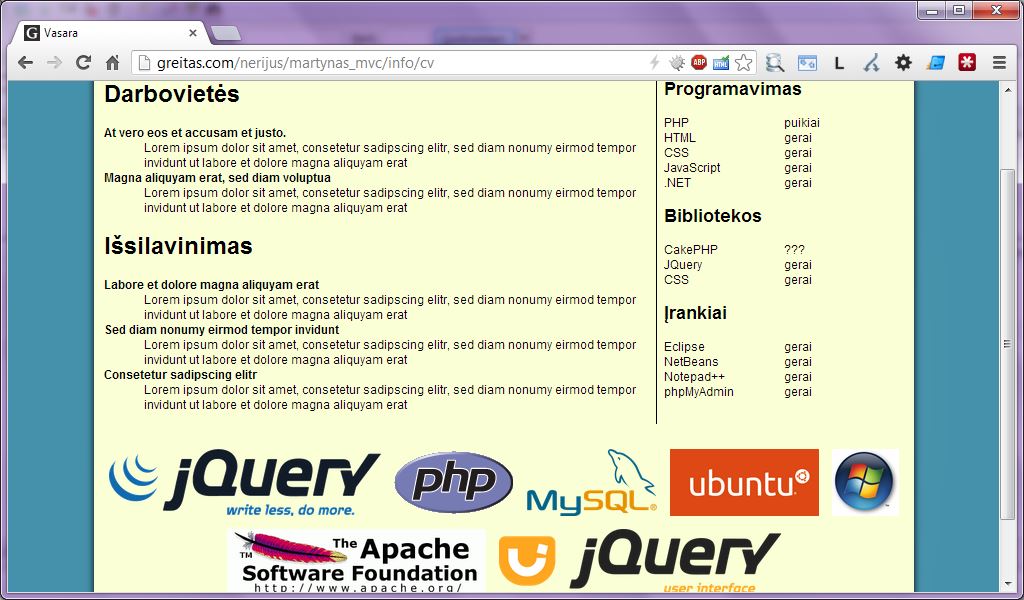 Vasara
greitas.com/nerijus/martynas_mvc/info/cv
ABP
HTML
L
Darbovietės
At vero eos et accusam et justo.
Lorem ipsum dolor sit amet, consetetur sadipscing elitr, sed diam nonumy eirmod tempor
invidunt ut labore et dolore magna aliquyam erat
Magna aliquyam erat, sed diam voluptua
Lorem ipsum dolor sit amet, consetetur sadipscing elitr, sed diam nonumy eirmod tempor
invidunt ut labore et dolore magna aliquyam erat
Išsilavinimas
Labore et dolore magna aliquyam erat
Lorem ipsum dolor sit amet, consetetur sadipscing elitr, sed diam nonumy eirmod tempor
invidunt ut labore et dolore magna aliquyam erat
Sed diam nonumy eirmod tempor invidunt
Lorem ipsum dolor sit amet, consetetur sadipscing elitr, sed diam nonumy eirmod tempor
invidunt ut labore et dolore magna aliquyam erat
Consetetur sadipscing elitr
Lorem ipsum dolor sit amet, consetetur sadipscing elitr, sed diam nonumy eirmod tempor
invidunt ut labore et dolore magna aliquyam erat
Programavimas
PHP puikiai
HTML gerai
CSS gerai
JavaScript gerai
.NET gerai
Bibliotekos
CakePHP ???
JQuery gerai
CSS gerai
Įrankiai
Eclipse gerai
NetBeans gerai
Notepad++ gerai
phpMyAdmin gerai
jQuery
write less, do more.
php
MySQL®
ubuntu®
TM
The Apache
Software Foundation
http://www.apache.org/
jQuery
user interface